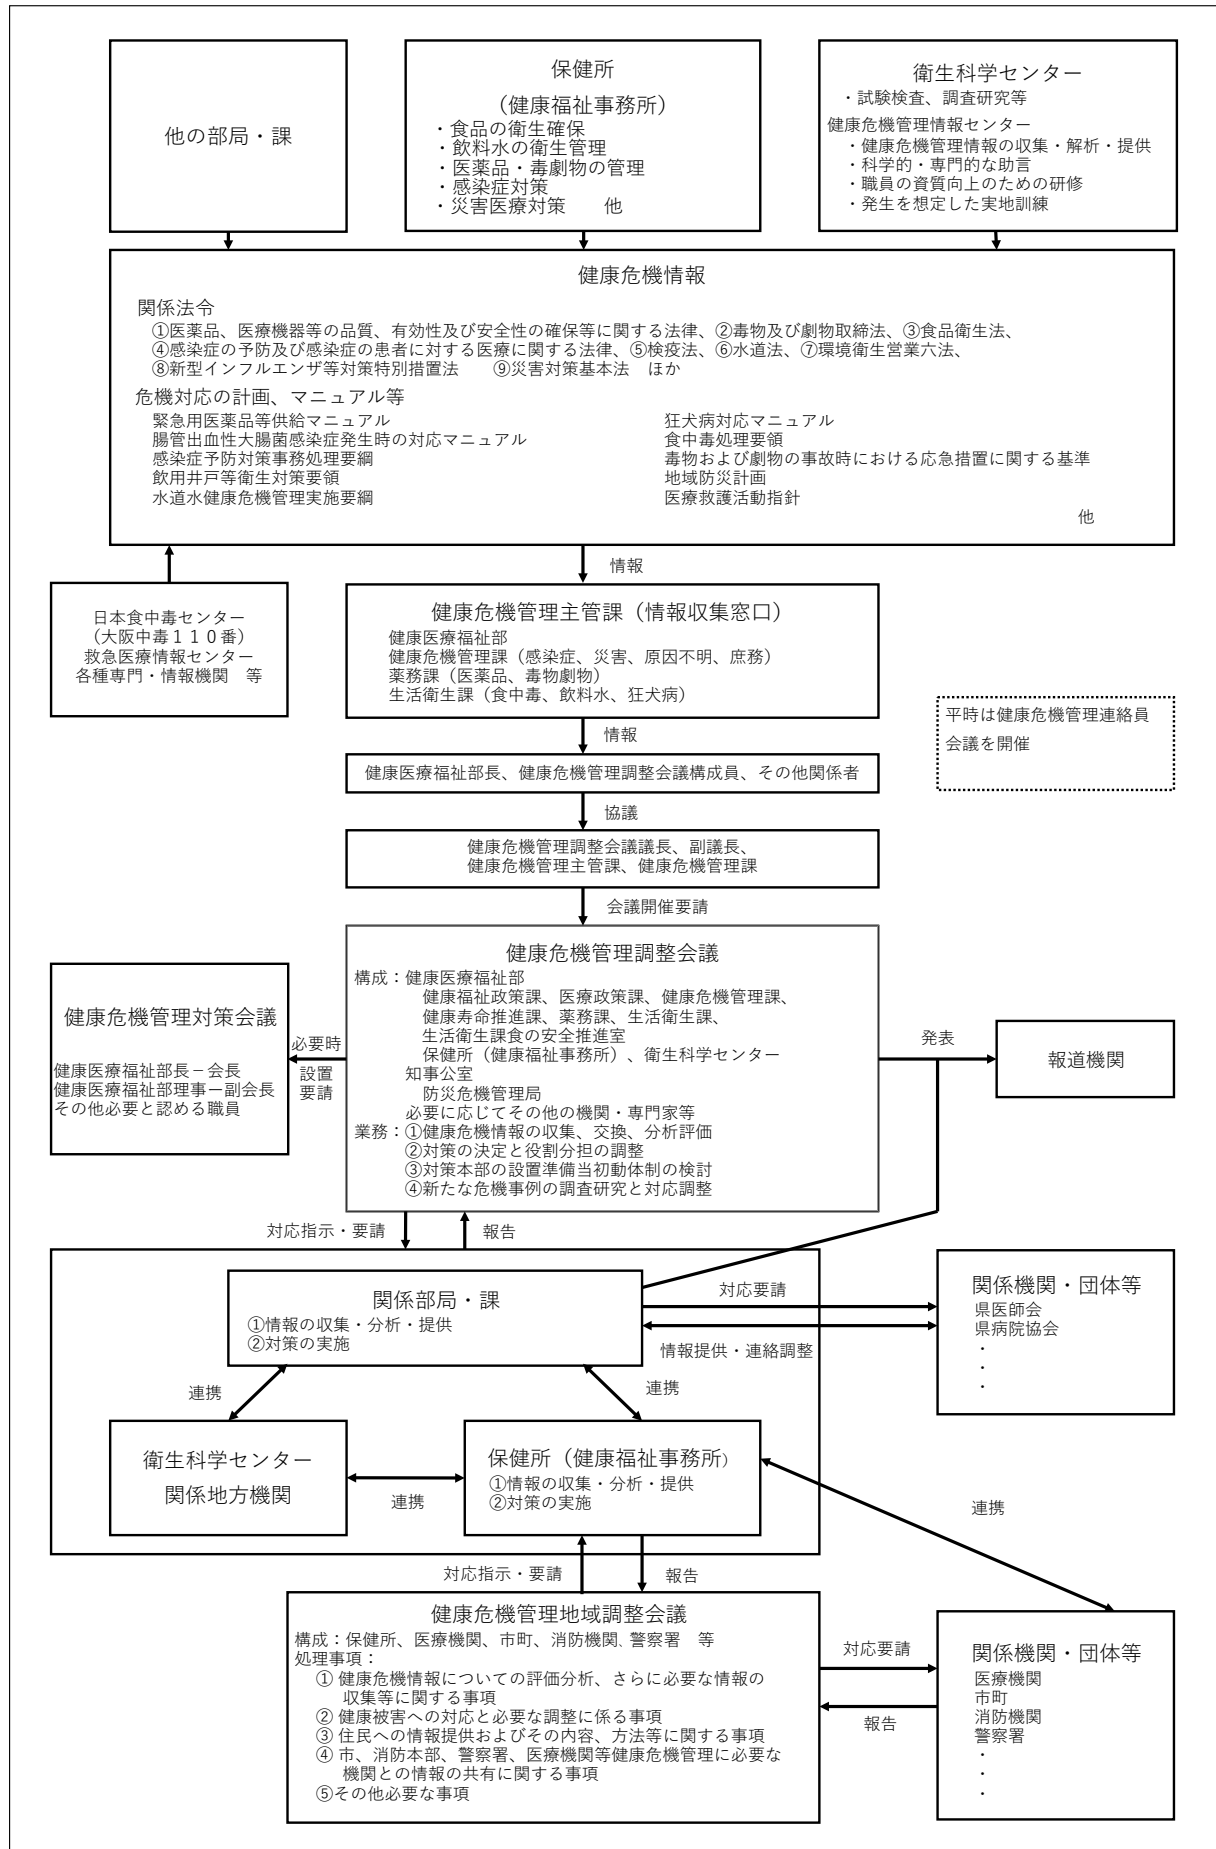 他の部局・課
保健所
（健康福祉事務所）
・食品の衛生確保
・飲料水の衛生管理
・医薬品・毒劇物の管理
・感染症対策
・災害医療対策　　他
衛生科学センター
・試験検査、調査研究等
健康危機管理情報センター
・健康危機管理情報の収集・解析・提供
・科学的・専門的な助言
・職員の資質向上のための研修
・発生を想定した実地訓練
健康危機情報
関係法令
①医薬品、医療機器等の品質、有効性及び安全性の確保等に関する法律、②毒物及び劇物取締法、③食品衛生法、
④感染症の予防及び感染症の患者に対する医療に関する法律、⑤検疫法、⑥水道法、⑦環境衛生営業六法、
⑧新型インフルエンザ等対策特別措置法　　⑨災害対策基本法　ほか
危機対応の計画、マニュアル等
緊急用医薬品等供給マニュアル
腸管出血性大腸菌感染症発生時の対応マニュアル
感染症予防対策事務処理要綱
飲用井戸等衛生対策要領
水道水健康危機管理実施要綱
狂犬病対応マニュアル
食中毒処理要領
毒物および劇物の事故時における応急措置に関する基準
地域防災計画
医療救護活動指針
他
情報
日本食中毒センター
（大阪中毒１１０番）
救急医療情報センター
各種専門・情報機関　等
健康危機管理主管課（情報収集窓口）
健康医療福祉部
健康危機管理課（感染症、災害、原因不明、庶務）
薬務課（医薬品、毒物劇物）
生活衛生課（食中毒、飲料水、狂犬病）
平時は健康危機管理連絡員
会議を開催
情報
健康医療福祉部長、健康危機管理調整会議構成員、その他関係者
協議
健康危機管理調整会議議長、副議長、
健康危機管理主管課、健康危機管理課
会議開催要請
健康危機管理調整会議
構成：健康医療福祉部
健康福祉政策課、医療政策課、健康危機管理課、
健康寿命推進課、薬務課、生活衛生課、
生活衛生課食の安全推進室
保健所（健康福祉事務所）、衛生科学センター
知事公室
防災危機管理局
必要に応じてその他の機関・専門家等
業務：①健康危機情報の収集、交換、分析評価
②対策の決定と役割分担の調整
③対策本部の設置準備当初動体制の検討
④新たな危機事例の調査研究と対応調整
健康危機管理対策会議
健康医療福祉部長－会長
健康医療福祉部理事ー副会長
その他必要と認める職員
必要時
設置
要請
発表
報道機関
対応指示・要請
報告
関係部局・課
①情報の収集・分析・提供
②対策の実施
対応要請
情報提供・連絡調整
関係機関・団体等
県医師会
県病院協会
・
・
・
連携
連携
衛生科学センター
関係地方機関
連携
保健所（健康福祉事務所）
①情報の収集・分析・提供
②対策の実施
連携
対応指示・要請
報告
健康危機管理地域調整会議
構成：保健所、医療機関、市町、消防機関、警察署　等
処理事項：
① 健康危機情報についての評価分析、さらに必要な情報の
収集等に関する事項
② 健康被害への対応と必要な調整に係る事項
③ 住民への情報提供およびその内容、方法等に関する事項
④ 市、消防本部、警察署、医療機関等健康危機管理に必要な
機関との情報の共有に関する事項
⑤その他必要な事項
対応要請
報告
関係機関・団体等
医療機関
市町
消防機関
警察署
・
・
・